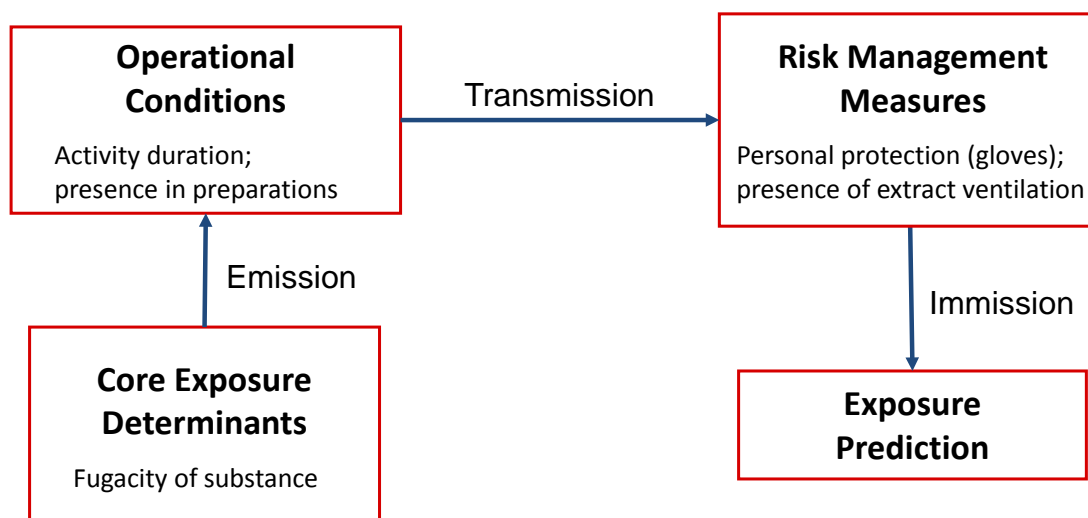 Operational
Conditions
Activity duration;
presence in preparations
Transmission
Risk Management
Measures
Personal protection (gloves);
presence of extract ventilation
Emission
Immission
Core Exposure
Determinants
Fugacity of substance
Exposure
Prediction